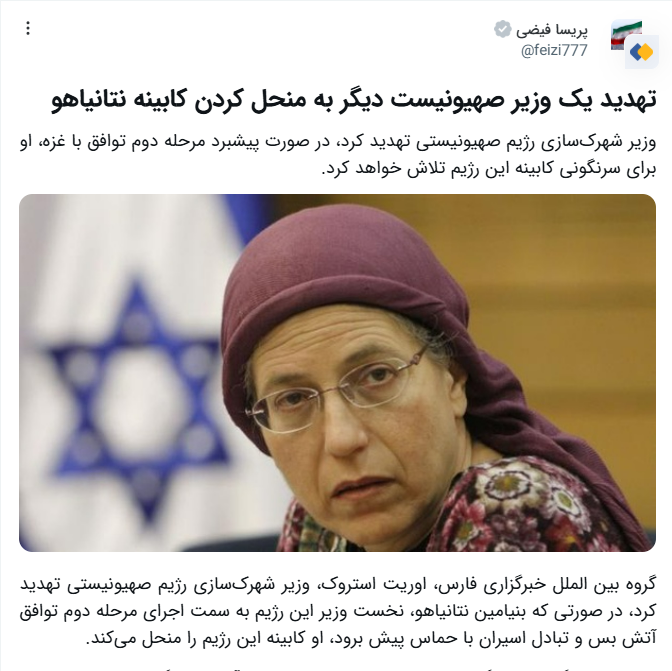 پریسا فیضی
@feizi777
تهدید یک وزیر صهیونیست دیگر به منحل کردن کابینه نتانیاهو
وزیر شهرک‌سازی رژیم صهیونیستی تهدید کرد، در صورت پیشبرد مرحله دوم توافق با غزه، او
برای سرنگونی کابینه این رژیم تلاش خواهد کرد.
گروه بین الملل خبرگزاری فارس، اوریت استروک، وزیر شهرک‌سازی رژیم صهیونیستی تهدید
کرد، در صورتی که بنیامین نتانیاهو، نخست وزیر این رژیم به سمت اجرای مرحله دوم توافق
آتش بس و تبادل اسیران با حماس پیش برود، او کابینه این رژیم را منحل می‌کند.